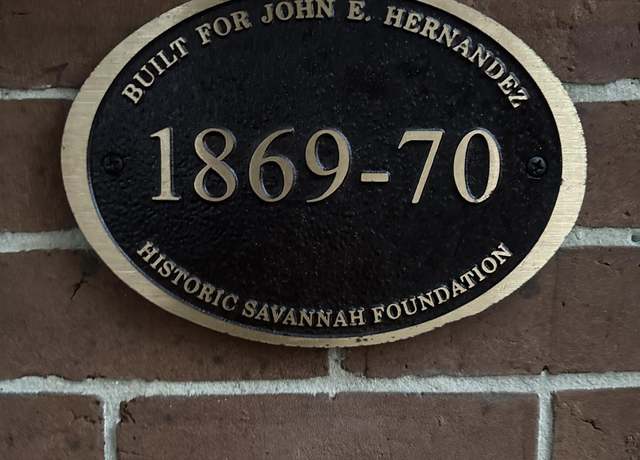 BUILT FOR JOHN E. HERNANDEZ
1869-70
HISTORIC SAVANNAH FOUNDATION